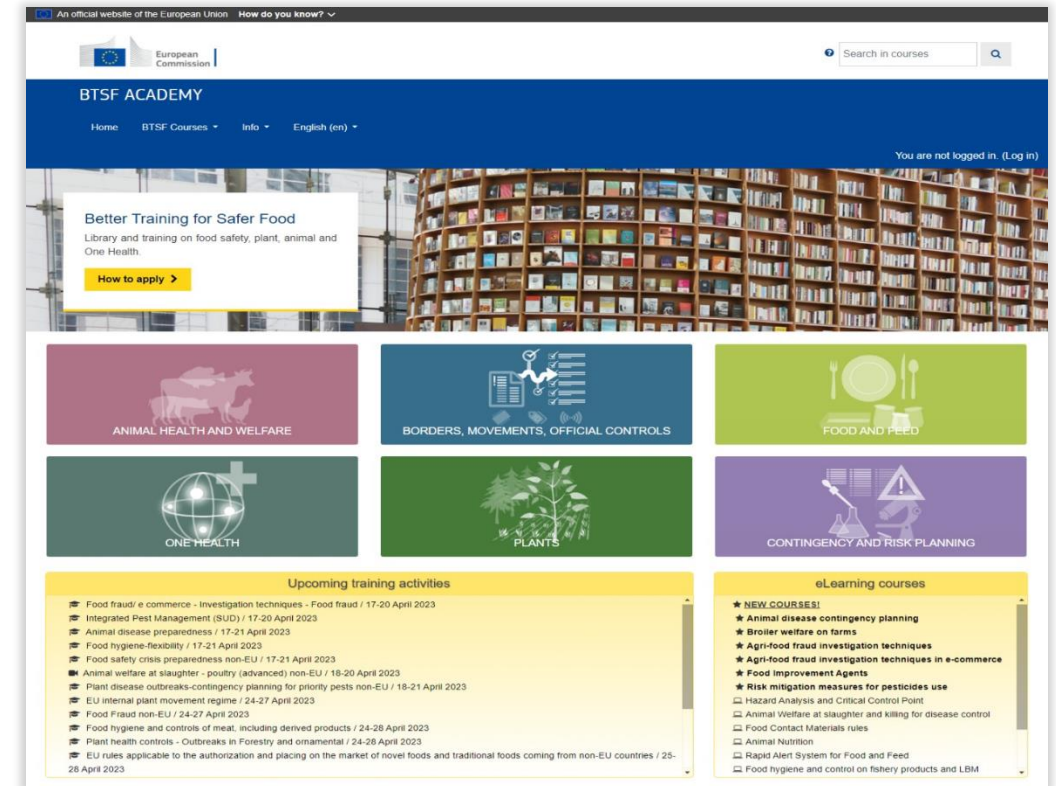 An official website of the European Union How do you know?
European
Commission
Search in courses
BTSF ACADEMY
Home BTSF Courses Info English (en)
You are not logged in. (Log in)
Better Training for Safer Food
Library and training on food safety, plant, animal and
One Health.
How to apply
ANIMAL HEALTH AND WELFARE
BORDERS, MOVEMENTS, OFFICIAL CONTROLS
FOOD AND FEED
ONE HEALTH
PLANTS
CONTINGENCY AND RISK PLANNING
Upcoming training activities
Food fraud/ e commerce - Investigation techniques - Food fraud / 17-20 April 2023
Integrated Pest Management (SUD) / 17-20 April 2023
Animal disease preparedness / 17-21 April 2023
Food hygiene-flexibility / 17-21 April 2023
Food safety crisis preparedness non-EU / 17-21 April 2023
Animal welfare at slaughter - poultry (advanced) non-EU / 18-20 April 2023
Plant disease outbreaks-contingency planning for priority pests non-EU / 18-21 April 2023
EU internal plant movement regime / 24-27 April 2023
Food Fraud non-EU / 24-27 April 2023
Food hygiene and controls of meat, including derived products / 24-28 April 2023
Plant health controls - Outbreaks in Forestry and ornamental / 24-28 April 2023
EU rules applicable to the authorization and placing on the market of novel foods and traditional foods coming from non-EU countries / 25-
28 April 2023
eLearning courses
NEW COURSES!
Animal disease contingency planning
Broiler welfare on farms
Agri-food fraud investigation techniques
Agri-food fraud investigation techniques in e-commerce
Food Improvement Agents
Risk mitigation measures for pesticides use
Hazard Analysis and Critical Control Point
Animal Welfare at slaughter and killing for disease control
Food Contact Materials rules
Animal Nutrition
Rapid Alert System for Food and Feed
Food hygiene and control on fishery products and LBM